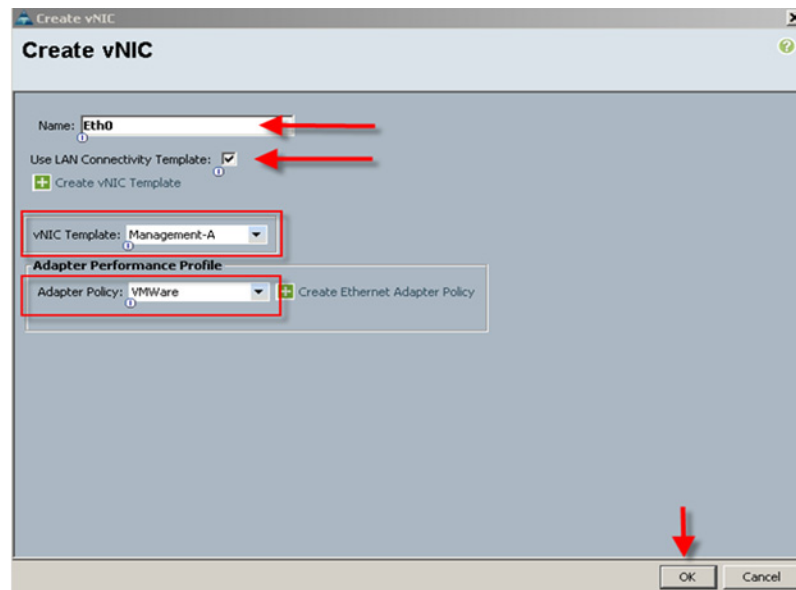 Create vNIC
Create vNIC
Name: Eth0
Use LAN Connectivity Template:
Create vNIC Template
vNIC Template: Management-A
Adapter Performance Profile
Adapter Policy: VMWare
Create Ethernet Adapter Policy
OK Cancel